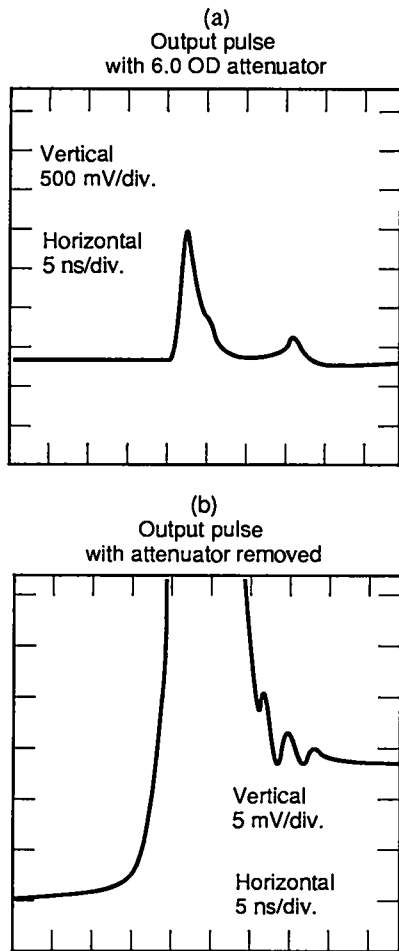 (a)
Output pulse
with 6.0 OD attenuator
Vertical
500 mV/div.
Horizontal
5 ns/div.
(b)
Output pulse
with attenuator removed
Vertical
5 mV/div.
Horizontal
5 ns/div.